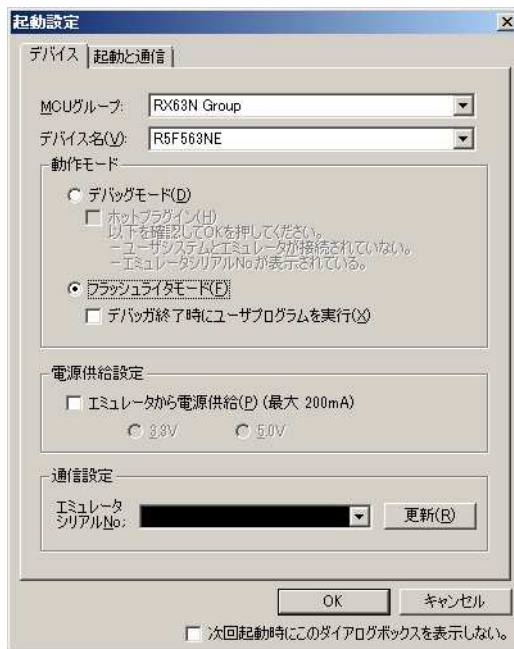 起動設定
デバイス 起動と通信
MCUグループ: RX63N Group
デバイス名(V): R5F563NE
動作モード
デバッグモード(D)
ホットプラグイン(H)
以下を確認してOKを押してください。
－ユーザシステムとエミュレータが接続されていない。
－エミュレータシリアルNoが表示されている。
フラッシュライタモード(F)
デバッガ終了時にユーザプログラムを実行(X)
電源供給設定
エミュレータから電源供給(P) (最大 200mA)
3.3V 5.0V
通信設定
エミュレータ
シリアルNo: 更新(R)
OK キャンセル
次回起動時にこのダイアログボックスを表示しない。